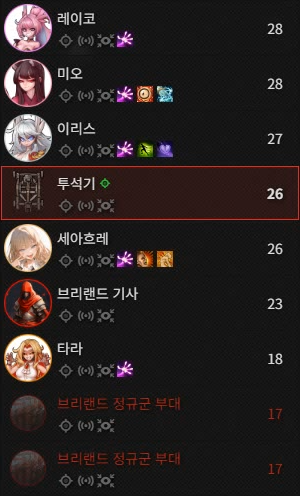 레이코
28
미오
28
이리스
27
투석기
26
세아흐레
26
브리랜드 기사
23
타라
18
브리랜드 정규군 부대
17
브리랜드 정규군 부대
17